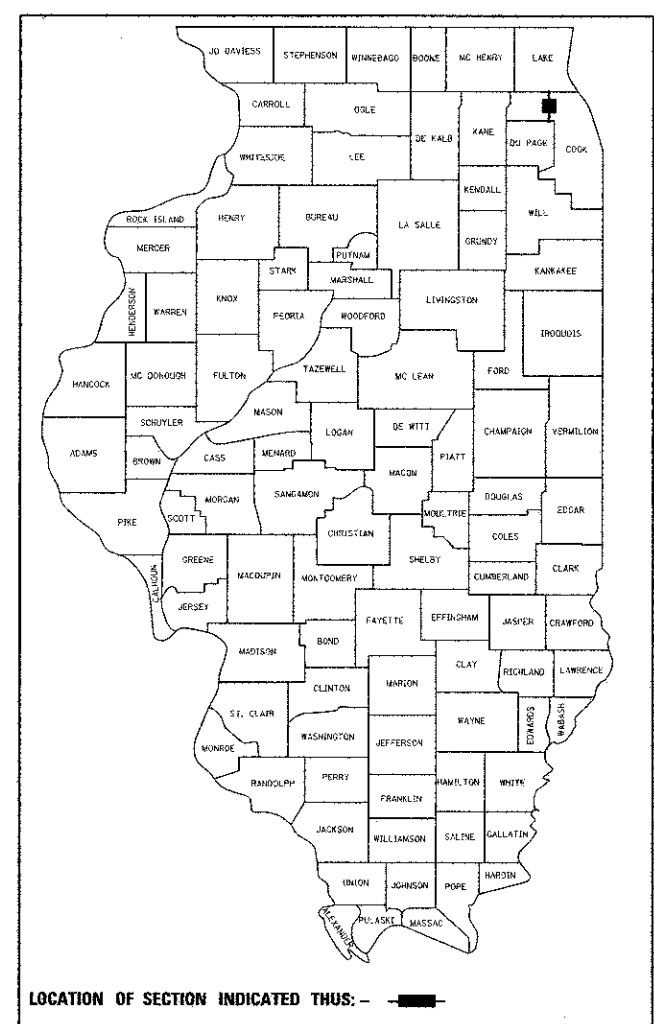 JO DAVIESS STEPHENSON WINNEBAGO BOONE MC HENRY LAKE
CARROLL OGLE DE KALB KANE DU PAGE COOK
WHITESIDE LEE
KENDALL WILL
ROCK ISLAND HENRY BUREAU LA SALLE GRUNDY
MERCER PUTNAM KANKAKEE
STARK MARSHALL
HENDERSON WARREN KNOX PEORIA WOODFORD LIVINGSTON IROQUOIS
HANCOCK MC DONOUGH FULTON TAZEWELL MC LEAN FORD
MASON
SCHUYLER LOGAN DE WITT CHAMPAIGN VERMILION
ADAMS BROWN CASS MENARD MACON PIATT
MORGAN SANGAMON DOUGLAS EDGAR
PIKE SCOTT CHRISTIAN MOULTRIE COLES
GREENE MACOUPIN MONTGOMERY SHELBY CUMBERLAND CLARK
CALHOUN JERSEY
FAYETTE EFFINGHAM JASPER CRAWFORD
MADISON BOND
CLAY RICHLAND LAWRENCE
CLINTON MARION
ST. CLAIR WAYNE EDWARDS WABASH
MONROE WASHINGTON JEFFERSON
RANDOLPH PERRY HAMILTON WHITE
FRANKLIN
JACKSON WILLIAMSON SALINE GALLATIN
UNION JOHNSON POPE HARDIN
ALEXANDER PULASKI MASSAC
LOCATION OF SECTION INDICATED THUS: –